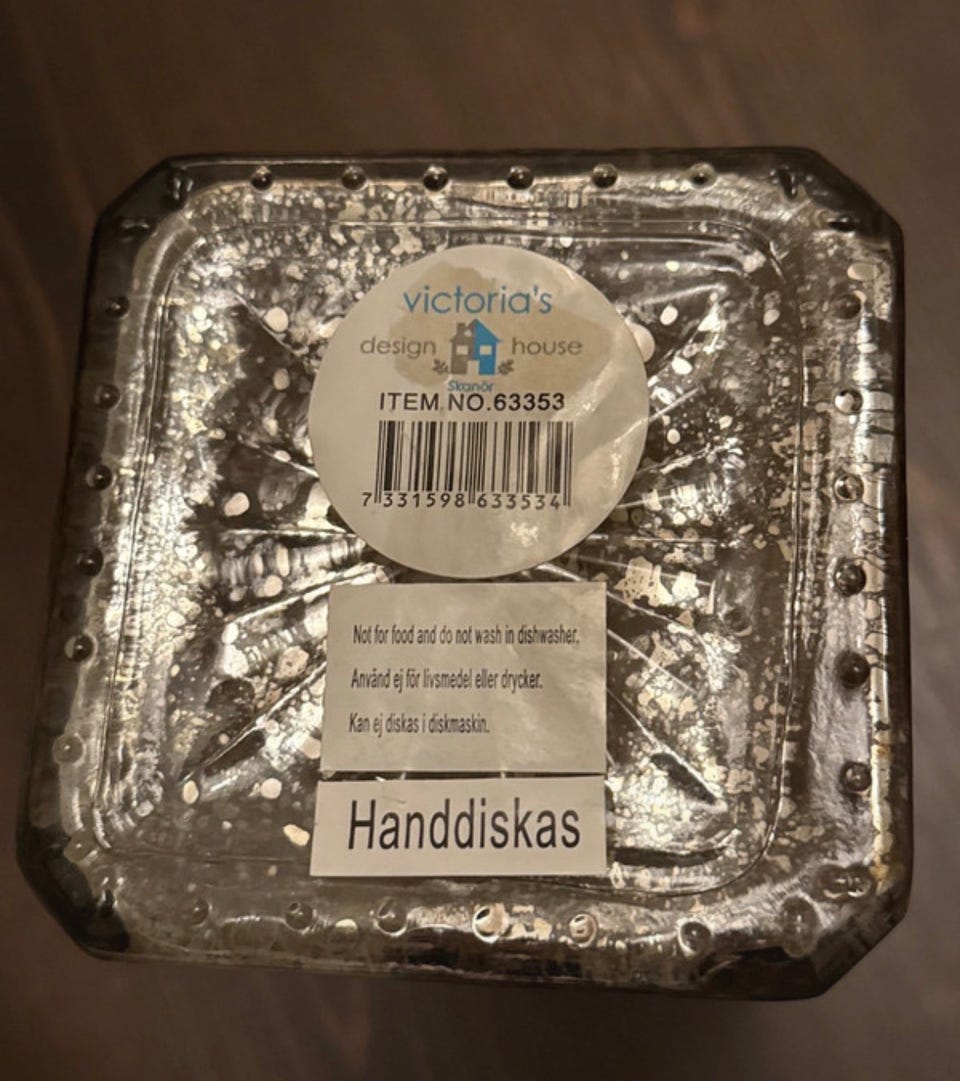 victoria's
design house
Skanör
ITEM NO.63353
7 331598 633534
Not for food and do not wash in dishwasher.
Använd ej för livsmedel eller drycker.
Kan ej diskas i diskmaskin.
Handdiskas